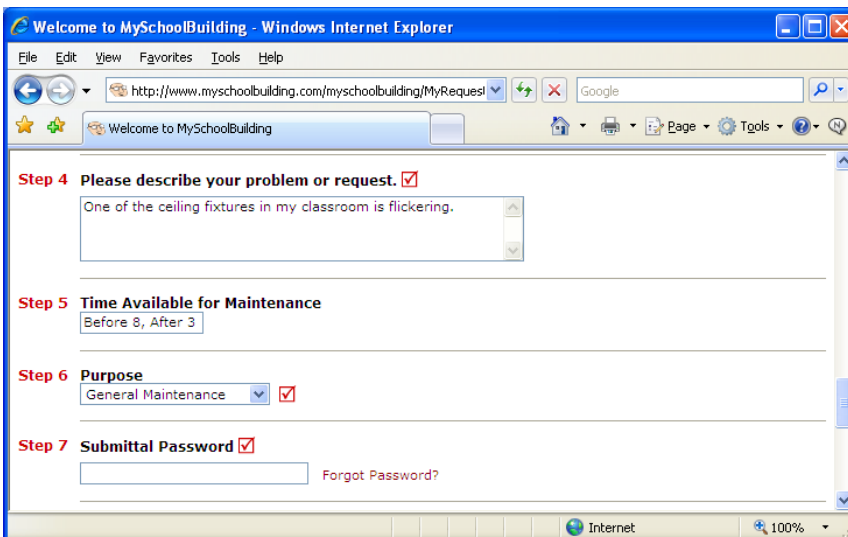 Welcome to MySchoolBuilding - Windows Internet Explorer
File Edit View Favorites Tools Help
http://www.myschoolbuilding.com/myschoolbuilding/MyRequest Google
Welcome to MySchoolBuilding Page Tools
Step 4 Please describe your problem or request.
One of the ceiling fixtures in my classroom is flickering.
Step 5 Time Available for Maintenance
Before 8, After 3
Step 6 Purpose
General Maintenance
Step 7 Submittal Password
Forgot Password?
Internet 100%